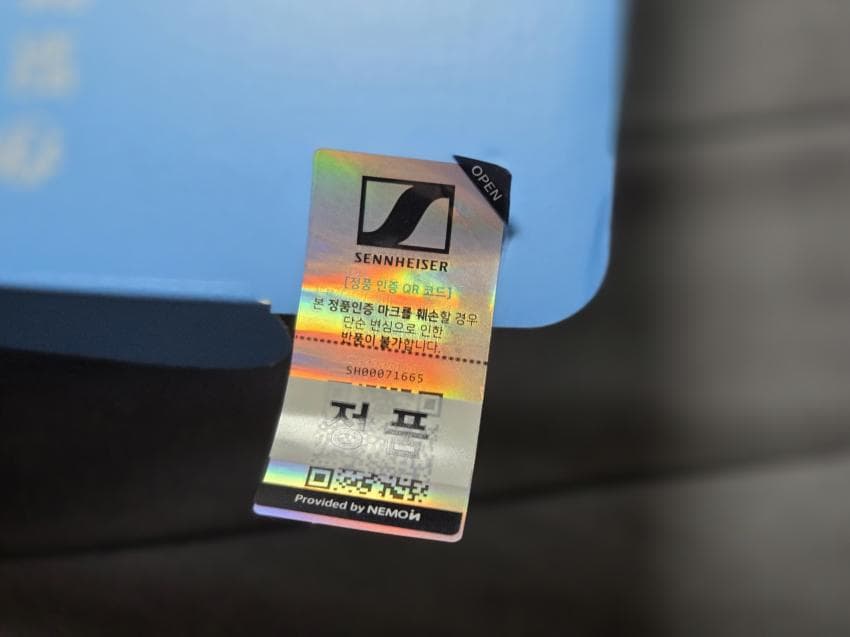 OPEN
SENNHEISER
[정품 인증 QR 코드]
본 정품인증 마크를 훼손할 경우
단순 변심으로 인한
반품이 불가합니다.
SH00071665
정품
Provided by NEMO